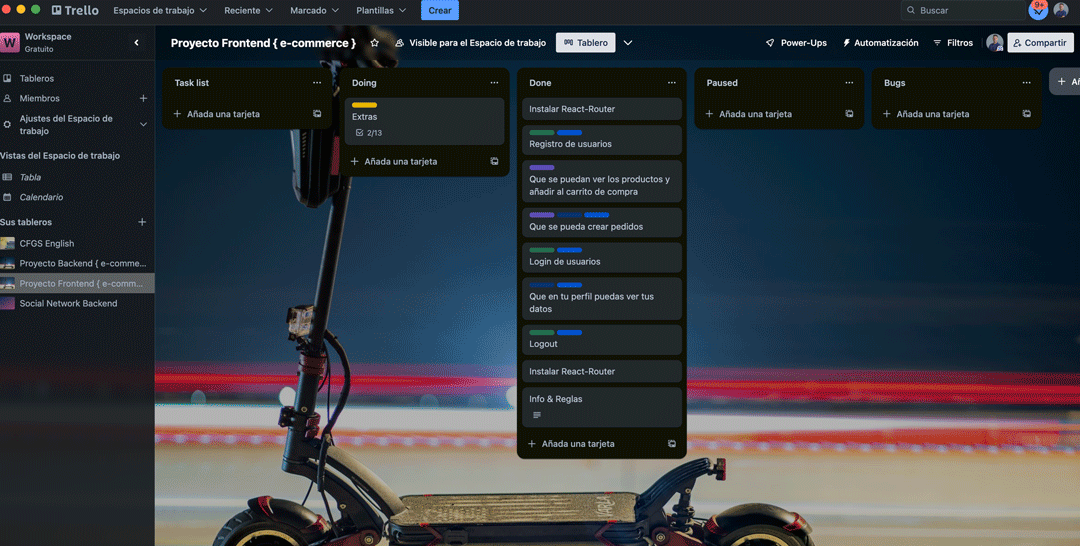 Trello
Espacios de trabajo
Reciente
Marcado
Plantillas
Crear
Buscar
9+
W
Workspace
Gratuito
Proyecto Frontend { e-commerce }
Visible para el Espacio de trabajo
Tablero
Power-Ups
Automatización
Filtros
Compartir
Tableros
Miembros
Ajustes del Espacio de
trabajo
Vistas del Espacio de trabajo
Tabla
Calendario
Sus tableros
CFGS English
Proyecto Backend { e-comme...
Proyecto Frontend { e-comm...
Social Network Backend
Task list
Añada una tarjeta
Doing
Extras
2/13
Añada una tarjeta
Done
Instalar React-Router
Registro de usuarios
Que se puedan ver los productos y
añadir al carrito de compra
Que se pueda crear pedidos
Login de usuarios
Que en tu perfil puedas ver tus
datos
Logout
Instalar React-Router
Info & Reglas
Añada una tarjeta
Paused
Añada una tarjeta
Bugs
Añada una tarjeta